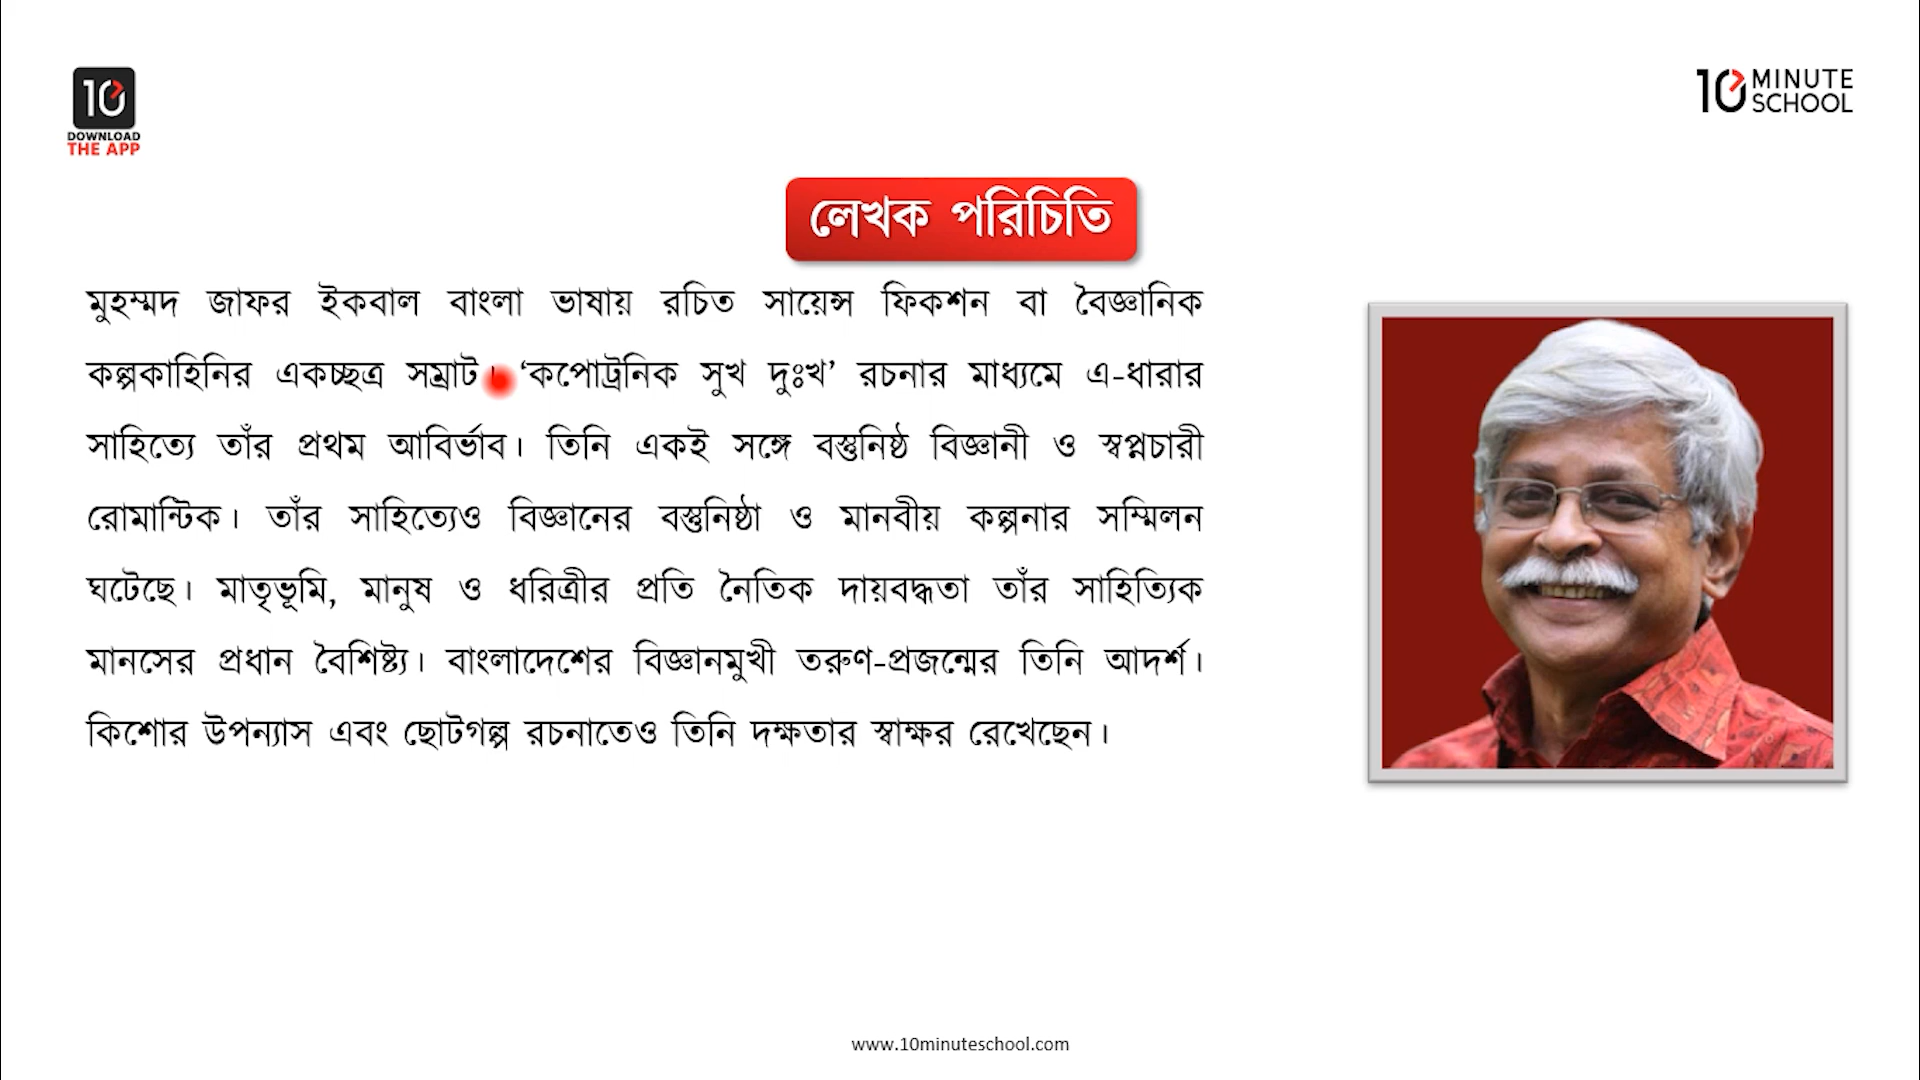 10
DOWNLOAD
THE APP
10 MINUTE
SCHOOL
লেখক পরিচিতি
মুহম্মদ জাফর ইকবাল বাংলা ভাষায় রচিত সায়েন্স ফিকশন বা বৈজ্ঞানিক
কল্পকাহিনির একচ্ছত্র সম্রাট। ‘কপোট্রনিক সুখ দুঃখ’ রচনার মাধ্যমে এ-ধারার
সাহিত্যে তাঁর প্রথম আবির্ভাব। তিনি একই সঙ্গে বস্তুনিষ্ঠ বিজ্ঞানী ও স্বপ্নচারী
রোমান্টিক। তাঁর সাহিত্যেও বিজ্ঞানের বস্তুনিষ্ঠা ও মানবীয় কল্পনার সম্মিলন
ঘটেছে। মাতৃভূমি, মানুষ ও ধরিত্রীর প্রতি নৈতিক দায়বদ্ধতা তাঁর সাহিত্যিক
মানসের প্রধান বৈশিষ্ট্য। বাংলাদেশের বিজ্ঞানমুখী তরুণ-প্রজন্মের তিনি আদর্শ।
কিশোর উপন্যাস এবং ছোটগল্প রচনাতেও তিনি দক্ষতার স্বাক্ষর রেখেছেন।
www.10minuteschool.com